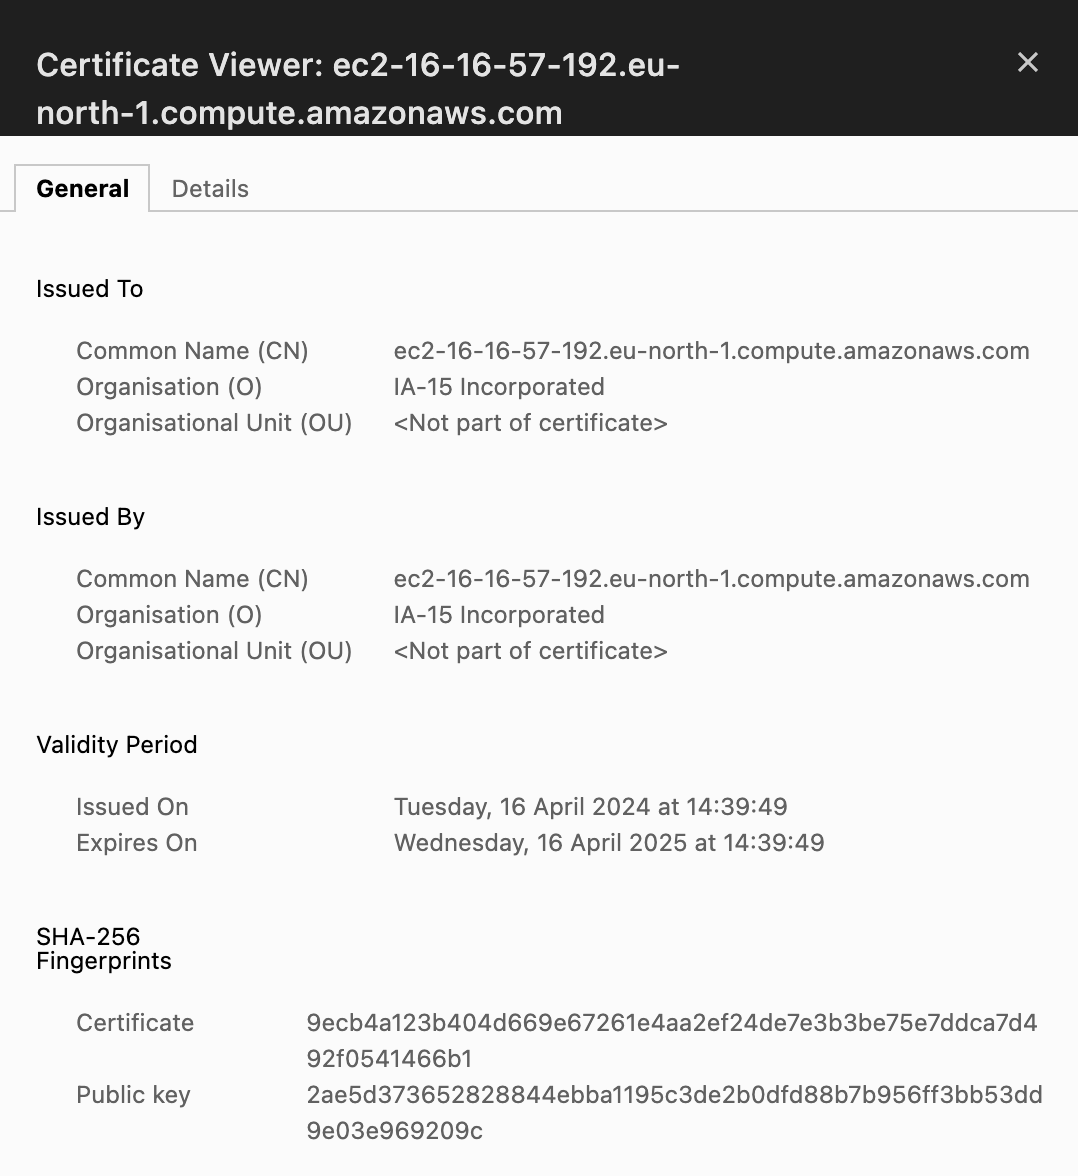 Certificate Viewer: ec2-16-16-57-192.eu-
north-1.compute.amazonaws.com
General Details
Issued To
Common Name (CN) ec2-16-16-57-192.eu-north-1.compute.amazonaws.com
Organisation (O) IA-15 Incorporated
Organisational Unit (OU) <Not part of certificate>
Issued By
Common Name (CN) ec2-16-16-57-192.eu-north-1.compute.amazonaws.com
Organisation (O) IA-15 Incorporated
Organisational Unit (OU) <Not part of certificate>
Validity Period
Issued On Tuesday, 16 April 2024 at 14:39:49
Expires On Wednesday, 16 April 2025 at 14:39:49
SHA-256
Fingerprints
Certificate 9ecb4a123b404d669e67261e4aa2ef24de7e3b3be75e7ddca7d4
92f0541466b1
Public key 2ae5d373652828844ebba1195c3de2b0dfd88b7b956ff3bb53dd
9e03e969209c